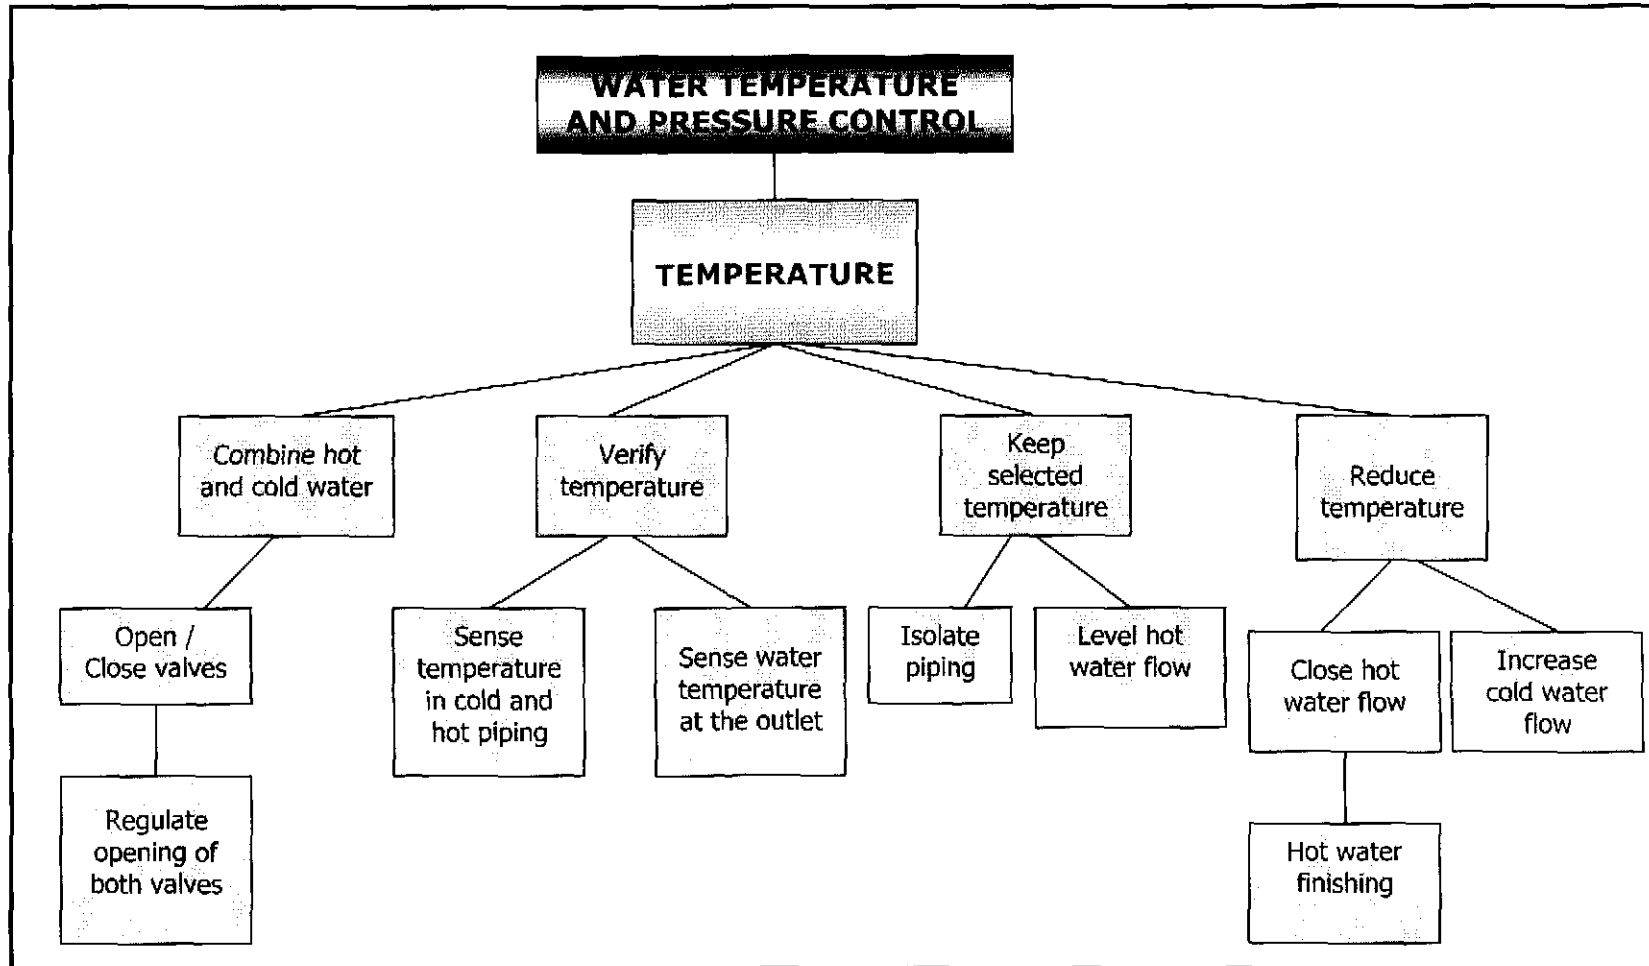 WATER TEMPERATURE
AND PRESSURE CONTROL
TEMPERATURE
Combine hot
and cold water
Verify
temperature
Keep
selected
temperature
Reduce
temperature
Open /
Close valves
Sense
temperature
in cold and
hot piping
Sense water
temperature
at the outlet
Isolate
piping
Level hot
water flow
Close hot
water flow
Increase
cold water
flow
Regulate
opening of
both valves
Hot water
finishing